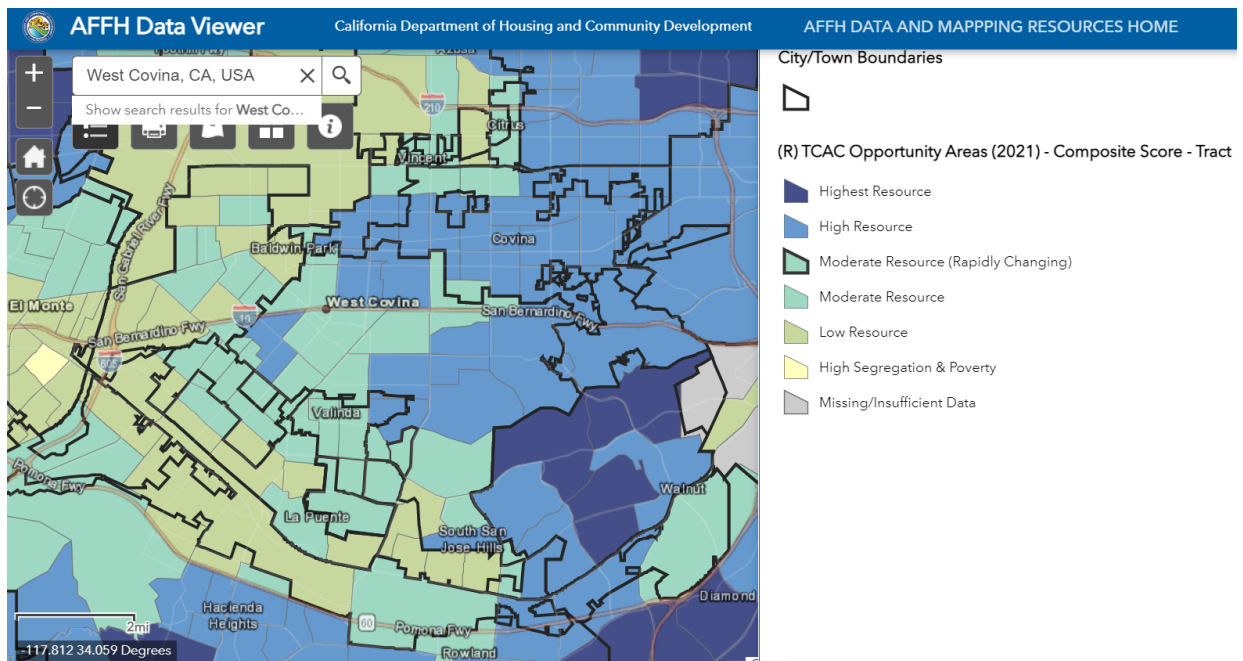 AFFH Data Viewer
California Department of Housing and Community Development
AFFH DATA AND MAPPPING RESOURCES HOME
+
West Covina, CA, USA
Show search results for West Co...
−
Azusa
210
Citrus
Vincent
San Gabriel River Fwy
Baldwin Park
Covina
El Monte
West Covina
10
San Bernardino Fwy
San Bernardino Fwy
605
Valinda
Pomona Fwy
Walnut
La Puente
South San
Jose Hills
Diamond
Hacienda
Heights
60
Pomona Fwy
2mi
-117.812 34.059 Degrees
Rowland
City/Town Boundaries
(R) TCAC Opportunity Areas (2021) - Composite Score - Tract
Highest Resource
High Resource
Moderate Resource (Rapidly Changing)
Moderate Resource
Low Resource
High Segregation & Poverty
Missing/Insufficient Data